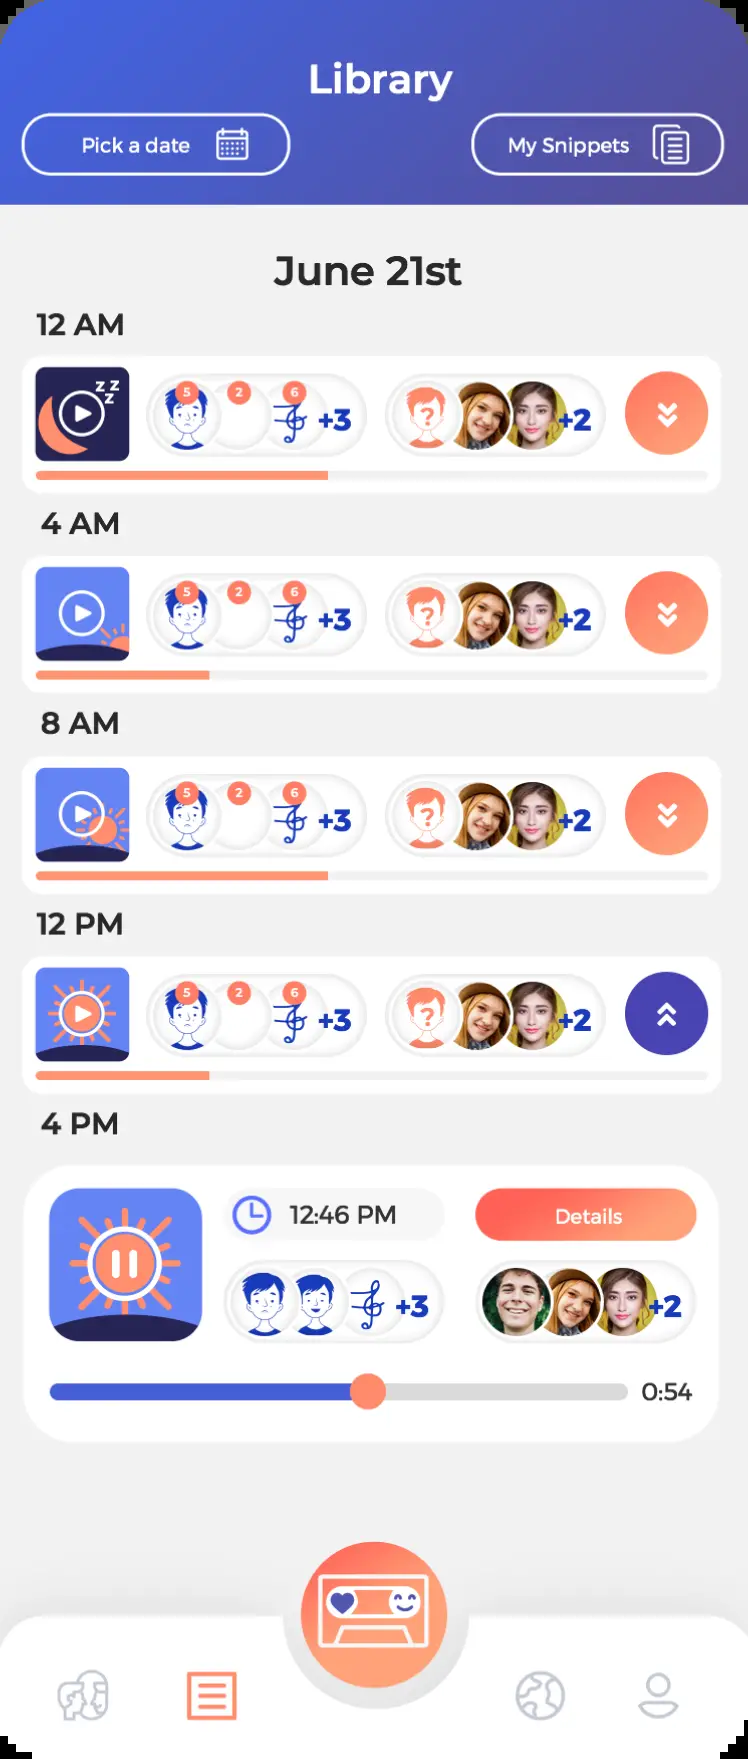 Library
Pick a date
My Snippets
June 21st
12 AM
z z z
5 2 6 +3 ? +2
4 AM
5 2 6 +3 ? +2
8 AM
5 2 6 +3 ? +2
12 PM
5 2 6 +3 ? +2
4 PM
12:46 PM
Details
+3 +2
0:54